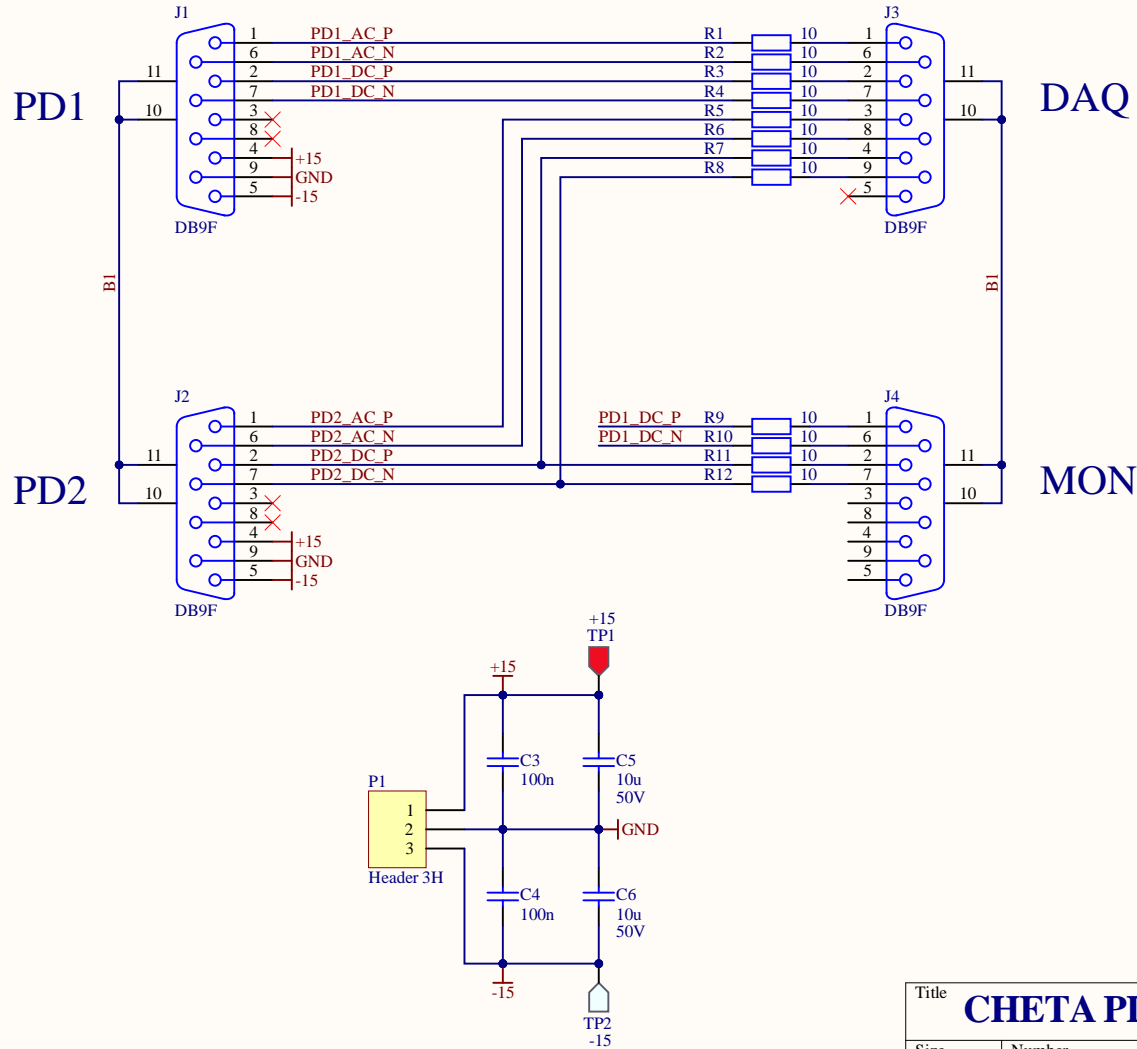 J1
J3
1 PD1_AC_P R1 10 1
6 PD1_AC_N R2 10 6
11 2 PD1_DC_P R3 10 2 11
7 PD1_DC_N R4 10 7
PD1 10 3 R5 10 3 10 DAQ
8 R6 10 8
4 +15 R7 10 4
9 GND R8 10 9
5 -15 5
DB9F
DB9F
B1
B1
J2
J4
1 PD2_AC_P PD1_DC_P R9 10 1
6 PD2_AC_N PD1_DC_N R10 10 6
11 2 PD2_DC_P R11 10 2 11
7 PD2_DC_N R12 10 7
PD2 10 3 3 10 MON
8 8
4 +15 4
9 GND 9
5 -15 5
DB9F
DB9F
+15
TP1
+15
C3
100n
C5
10u
50V
P1
1
2
3
Header 3H
GND
C4
100n
C6
10u
50V
-15
TP2
-15
Title
CHETA